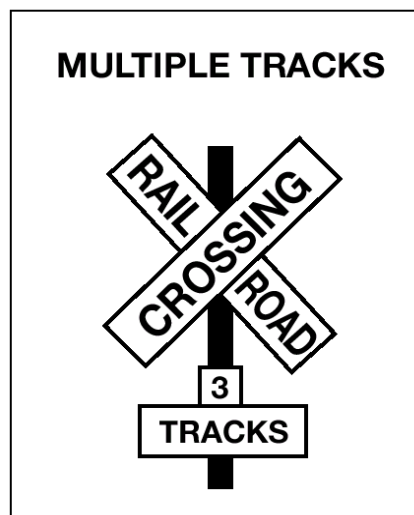 MULTIPLE TRACKS
RAIL
CROSSING
ROAD
3
TRACKS